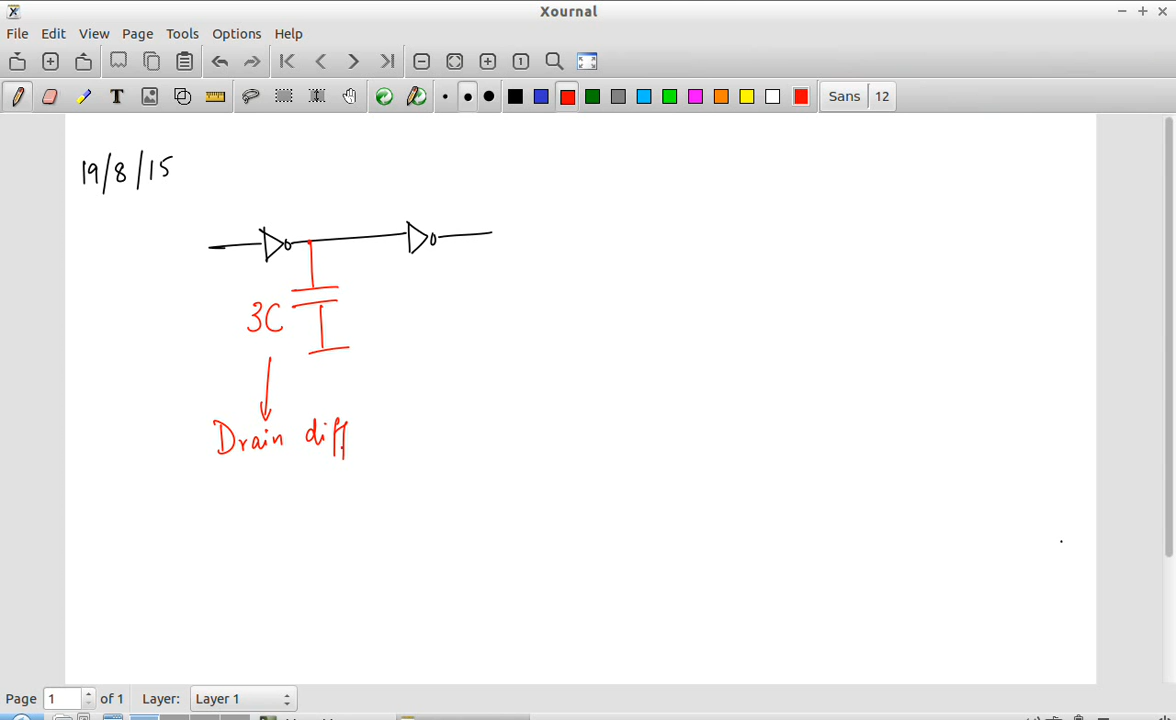 Xournal
File Edit View Page Tools Options Help
Sans 12
19/8/15
3C
Drain diff
Page 1 of 1 Layer: Layer 1